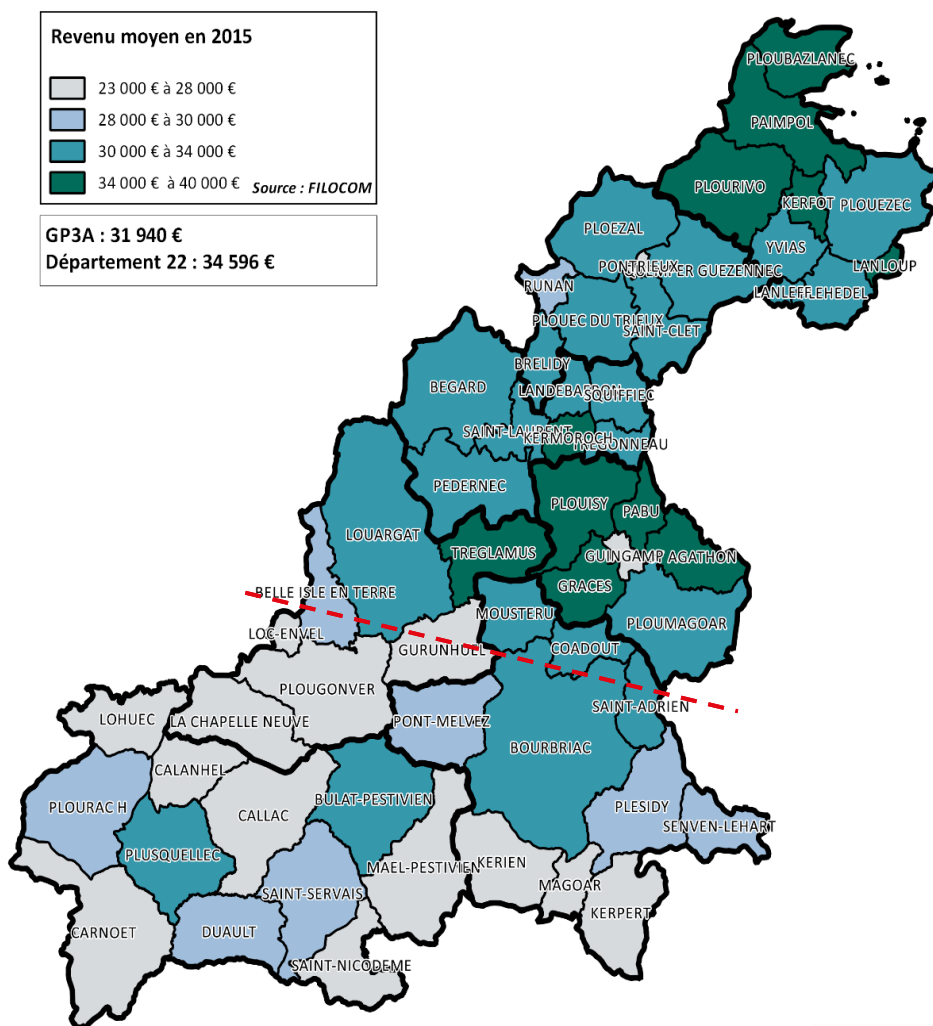 Revenu moyen en 2015
23 000 € à 28 000 €
28 000 € à 30 000 €
30 000 € à 34 000 €
34 000 € à 40 000 €
Source : FILOCOM
GP3A : 31 940 €
Département 22 : 34 596 €
PLOUBAZLANEC
PAIMPOL
PLOURIVO
KERFOT
PLOUEZEC
PLOEZAL
YVIAS
PONTRIEUX
GUEZENNEC
LANLOUP
RUNAN
LANLEFF
LEHEDEL
PLOUEC DU TRIEUX
SAINT-CLET
BRELIDY
BEGARD
SQUIFFIEC
SAINT-LAURENT
KERMOROCH
PEDERNEC
PLOUISY
PABU
LOUARGAT
TREGLAMUS
GUINGAMP
AGATHON
GRACES
BELLE ISLE EN TERRE
MOUSTERU
PLOUMAGOAR
LOC-ENVEL
GURUNHUEL
COADOUT
PLOUGONVER
SAINT-ADRIEN
LOHUEC
LA CHAPELLE NEUVE
PONT-MELVEZ
BOURBRIAC
CALANHEL
BULAT-PESTIVIEN
PLOURAC H
CALLAC
PLESIDY
SENVEN-LEHART
PLUSQUELLEC
MAEL-PESTIVIEN
KERIEN
SAINT-SERVAIS
MAGOAR
KERPERT
CARNOET
DUAULT
SAINT-NICODEME